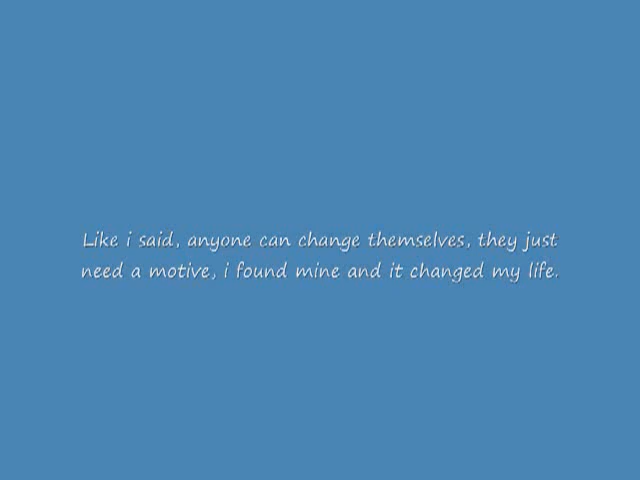 Like i said, anyone can change themselves, they just
need a motive, i found mine and it changed my life.